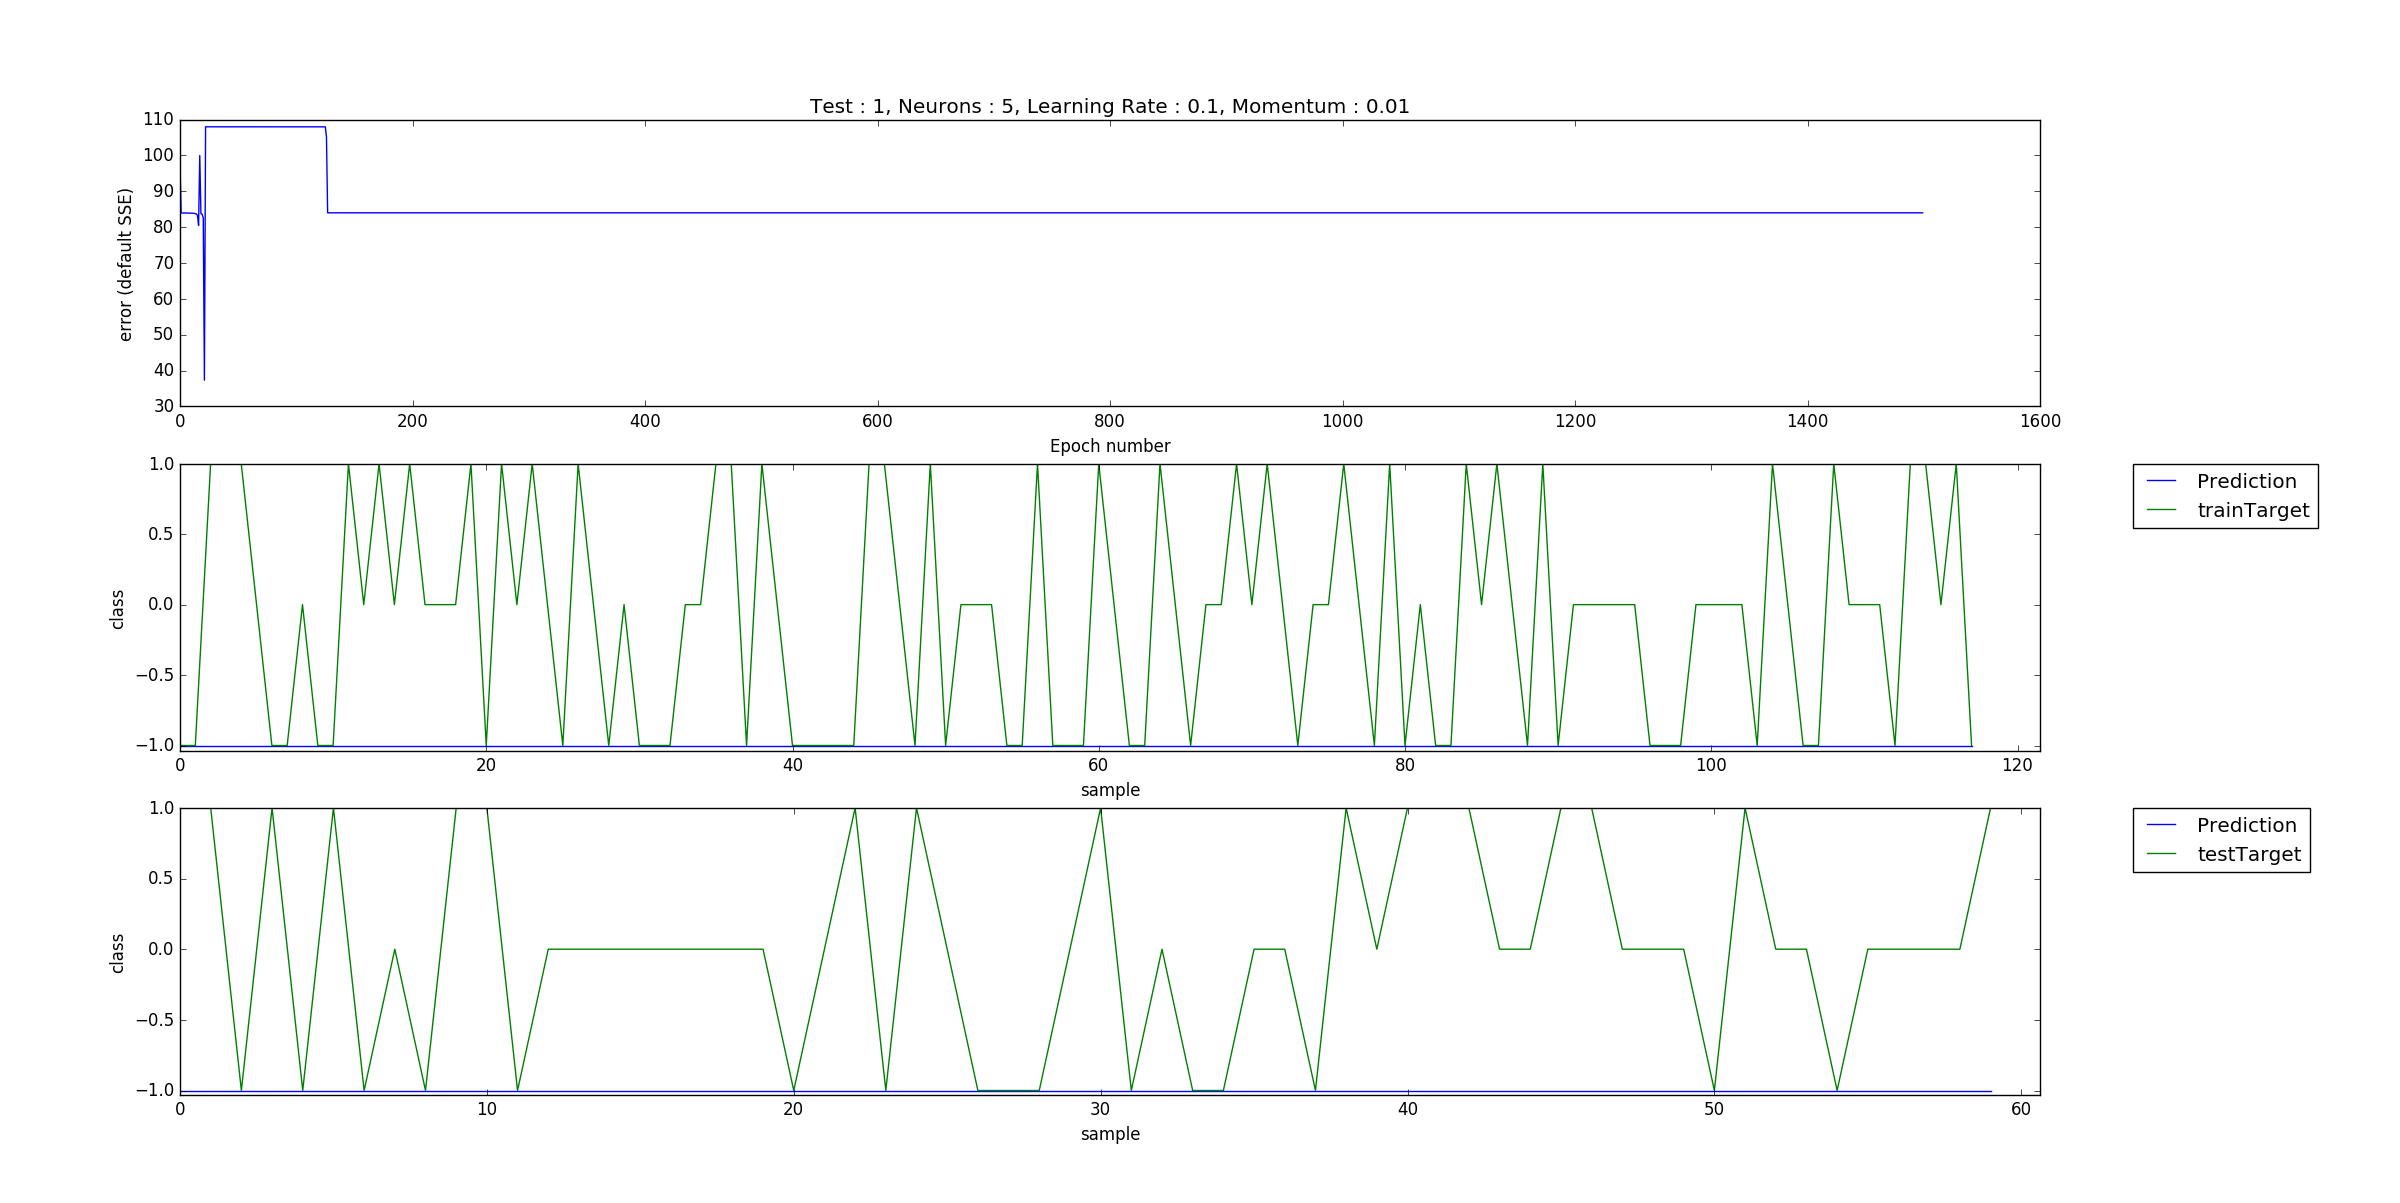 Test : 1, Neurons : 5, Learning Rate : 0.1, Momentum : 0.01
110
100
90
80
70
60
50
40
30
error (default SSE)
0 200 400 600 800 1000 1200 1400 1600
Epoch number
1.0
0.5
0.0
−0.5
−1.0
class
0 20 40 60 80 100 120
sample
Prediction
trainTarget
1.0
0.5
0.0
−0.5
−1.0
class
0 10 20 30 40 50 60
sample
Prediction
testTarget